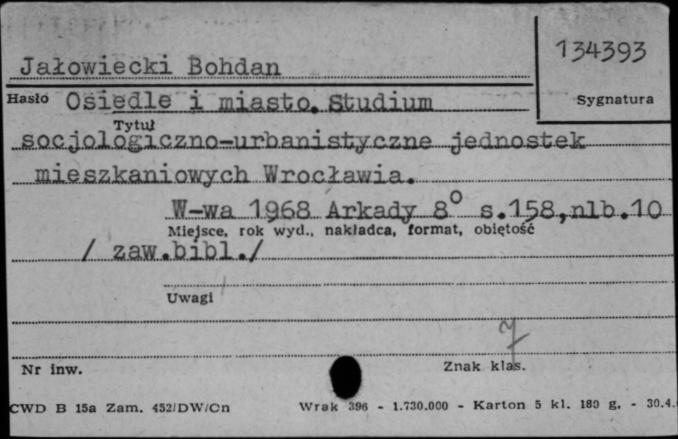 134393
Jałowiecki Bohdan
Hasło Osiedle i miasto. Studium
Sygnatura
Tytuł
socjologiczno-urbanistyczne jednostek
mieszkaniowych Wrocławia.
W-wa 1968 Arkady 8° s.158,nlb.10
Miejsce, rok wyd., nakładca, format, objętość
/ zaw.bibl./
Uwagi
Nr inw.
Znak klas.
CWD B 15a Zam. 452/DW/Cn Wrak 396 - 1.730.000 - Karton 5 kl. 180 g. - 30.4.